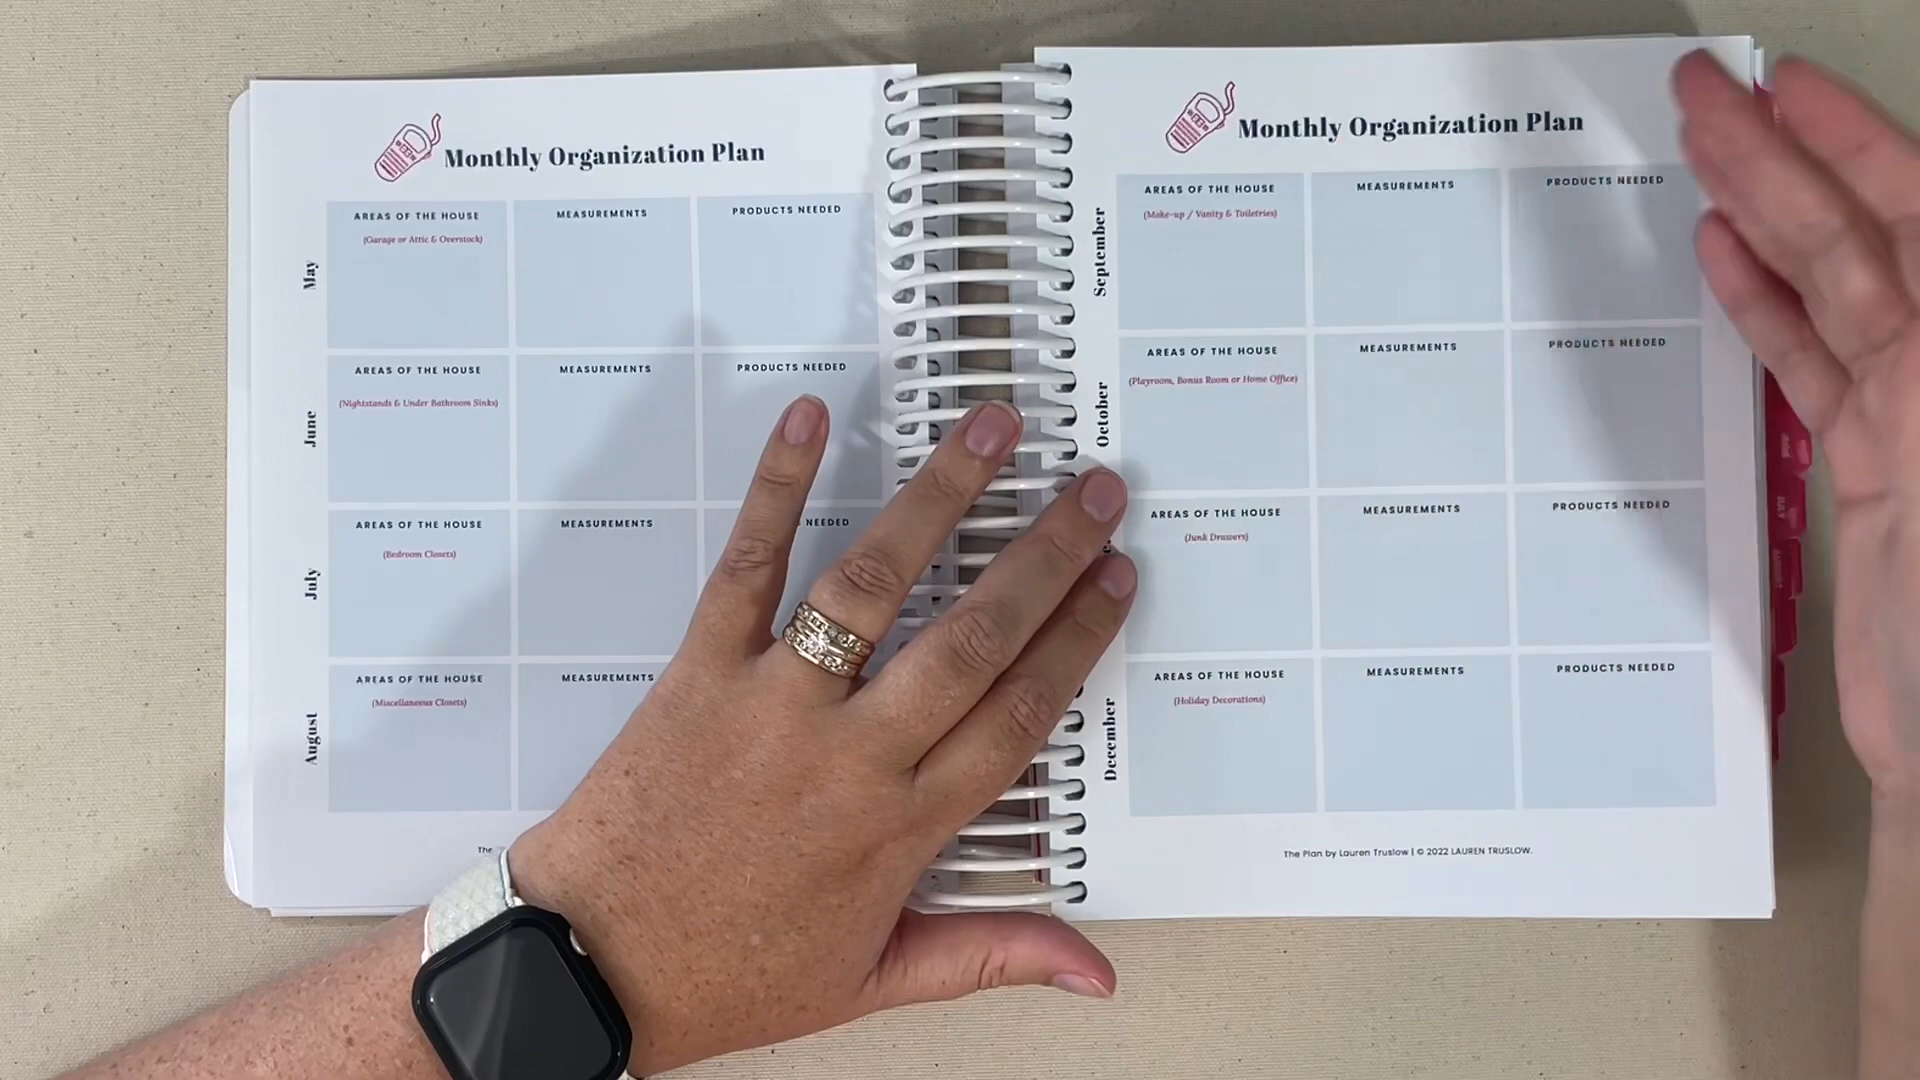 Monthly Organization Plan
AREAS OF THE HOUSE MEASUREMENTS PRODUCTS NEEDED
(Garage or Attic & Overstock)
May
AREAS OF THE HOUSE MEASUREMENTS PRODUCTS NEEDED
(Nightstands & Under Bathroom Sinks)
June
AREAS OF THE HOUSE MEASUREMENTS NEEDED
(Bedroom Closets)
July
AREAS OF THE HOUSE MEASUREMENTS
(Miscellaneous Closets)
August
The
Monthly Organization Plan
AREAS OF THE HOUSE MEASUREMENTS PRODUCTS NEEDED
(Make-up / Vanity & Toiletries)
September
AREAS OF THE HOUSE MEASUREMENTS PRODUCTS NEEDED
(Playroom, Bonus Room or Home Office)
October
AREAS OF THE HOUSE MEASUREMENTS PRODUCTS NEEDED
(Junk Drawers)
AREAS OF THE HOUSE MEASUREMENTS PRODUCTS NEEDED
(Holiday Decorations)
December
The Plan by Lauren Truslow | © 2022 LAUREN TRUSLOW.
JULY